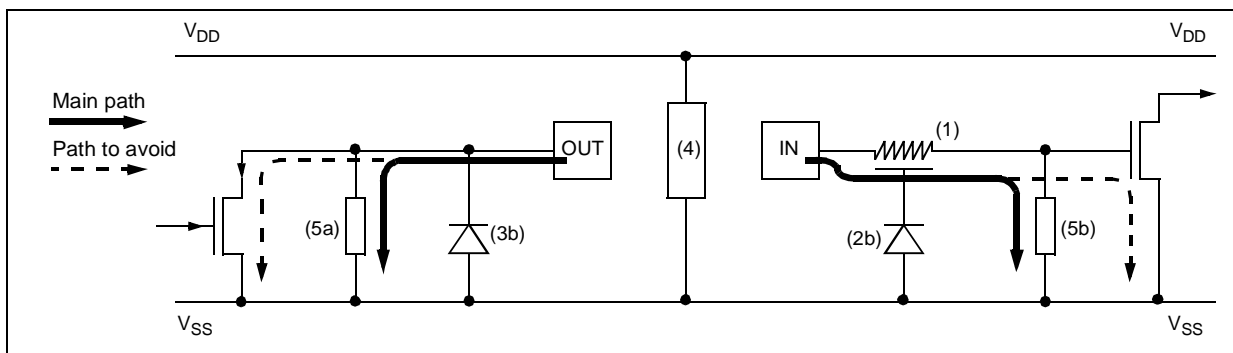 VDD
VDD
Main path
Path to avoid
OUT
(4)
IN
(1)
(5a)
(3b)
(2b)
(5b)
VSS
VSS